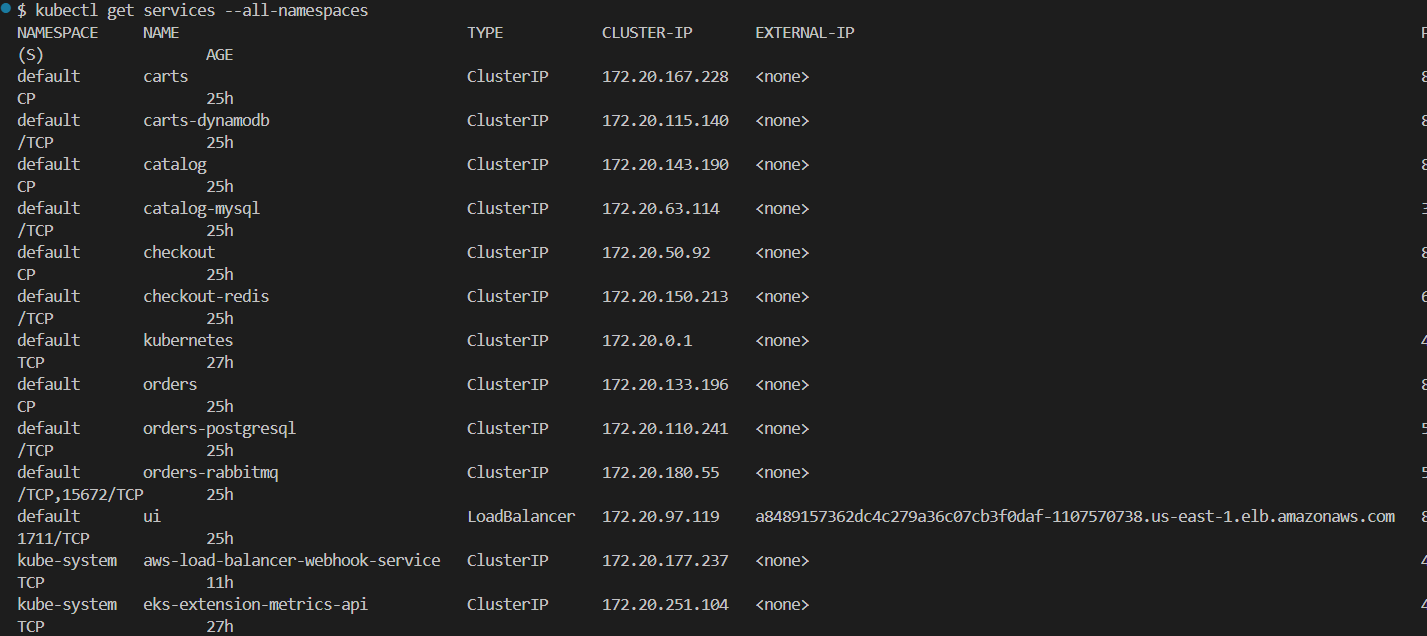 $ kubectl get services --all-namespaces
NAMESPACE NAME TYPE CLUSTER-IP EXTERNAL-IP P
(S) AGE
default carts ClusterIP 172.20.167.228 <none> 8
CP 25h
default carts-dynamodb ClusterIP 172.20.115.140 <none> 8
/TCP 25h
default catalog ClusterIP 172.20.143.190 <none> 8
CP 25h
default catalog-mysql ClusterIP 172.20.63.114 <none> 3
/TCP 25h
default checkout ClusterIP 172.20.50.92 <none> 8
CP 25h
default checkout-redis ClusterIP 172.20.150.213 <none> 6
/TCP 25h
default kubernetes ClusterIP 172.20.0.1 <none> 4
TCP 27h
default orders ClusterIP 172.20.133.196 <none> 8
CP 25h
default orders-postgresql ClusterIP 172.20.110.241 <none> 5
/TCP 25h
default orders-rabbitmq ClusterIP 172.20.180.55 <none> 5
/TCP,15672/TCP 25h
default ui LoadBalancer 172.20.97.119 a8489157362dc4c279a36c07cb3f0daf-1107570738.us-east-1.elb.amazonaws.com 8
1711/TCP 25h
kube-system aws-load-balancer-webhook-service ClusterIP 172.20.177.237 <none> 4
TCP 11h
kube-system eks-extension-metrics-api ClusterIP 172.20.251.104 <none> 4
TCP 27h